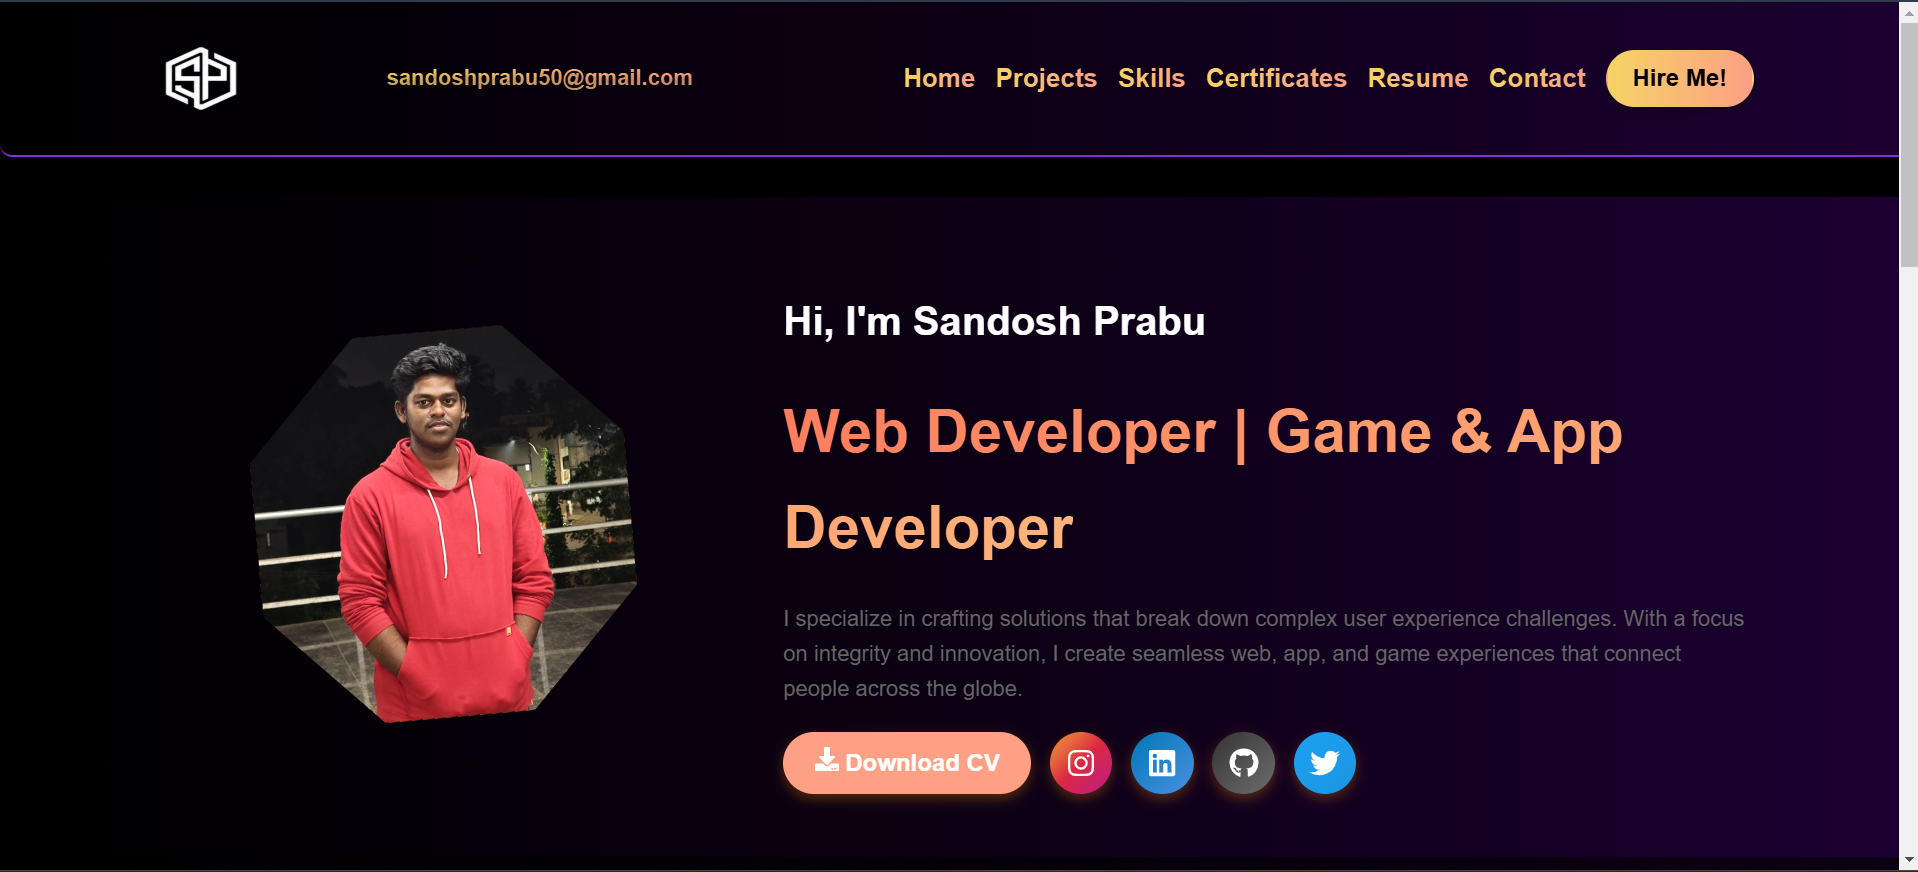 SP
sandoshprabu50@gmail.com
Home Projects Skills Certificates Resume Contact Hire Me!
Hi, I'm Sandosh Prabu
Web Developer | Game & App
Developer
I specialize in crafting solutions that break down complex user experience challenges. With a focus
on integrity and innovation, I create seamless web, app, and game experiences that connect
people across the globe.
Download CV
in